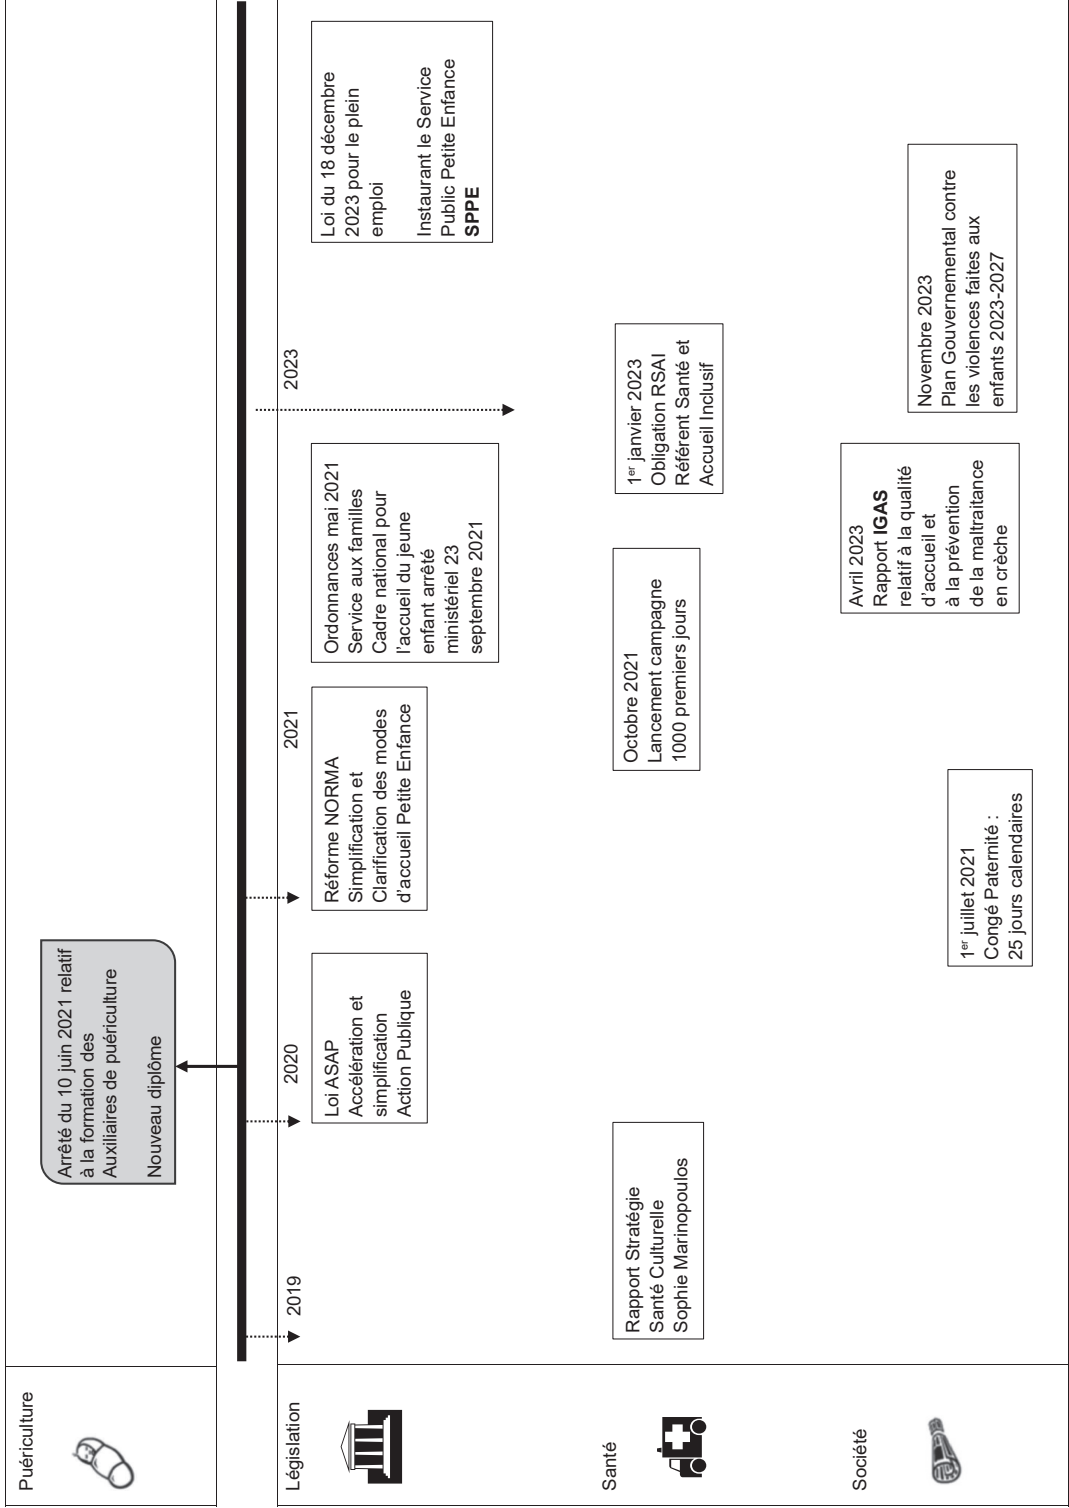 Puériculture
Arrêté du 10 juin 2021 relatif
à la formation des
Auxiliaires de puériculture
Nouveau diplôme
2019
2020
2021
2023
Législation
Loi ASAP
Accélération et
simplification
Action Publique
Réforme NORMA
Simplification et
Clarification des modes
d'accueil Petite Enfance
Ordonnances mai 2021
Service aux familles
Cadre national pour
l'accueil du jeune
enfant arrêté
ministériel 23
septembre 2021
Loi du 18 décembre
2023 pour le plein
emploi
Instaurant le Service
Public Petite Enfance
SPPE
Santé
Rapport Stratégie
Santé Culturelle
Sophie Marinopoulos
Octobre 2021
Lancement campagne
1000 premiers jours
1er janvier 2023
Obligation RSAI
Référent Santé et
Accueil Inclusif
Société
1er juillet 2021
Congé Paternité :
25 jours calendaires
Avril 2023
Rapport IGAS
relatif à la qualité
d'accueil et
à la prévention
de la maltraitance
en crèche
Novembre 2023
Plan Gouvernemental contre
les violences faites aux
enfants 2023-2027